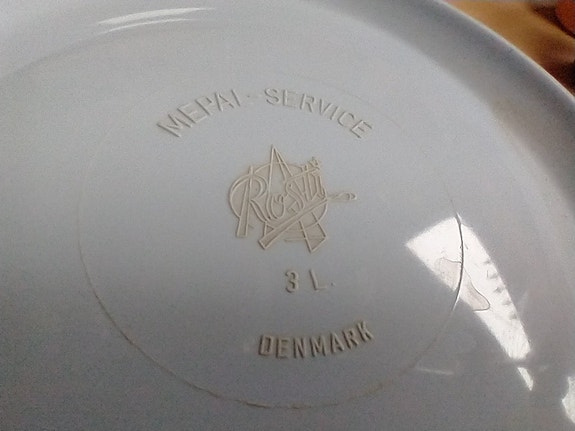 MEPAL - SERVICE
ROSTI
3 L.
DENMARK